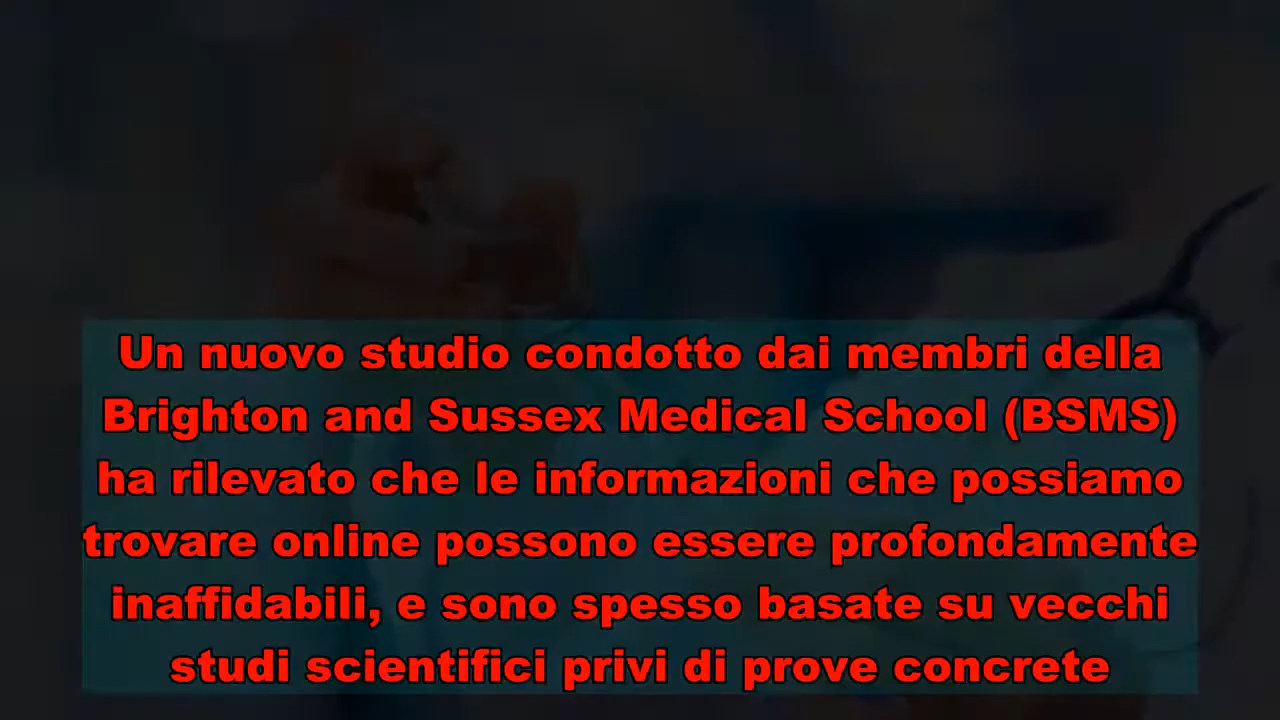 Un nuovo studio condotto dai membri della
Brighton and Sussex Medical School (BSMS)
ha rilevato che le informazioni che possiamo
trovare online possono essere profondamente
inaffidabili, e sono spesso basate su vecchi
studi scientifici privi di prove concrete